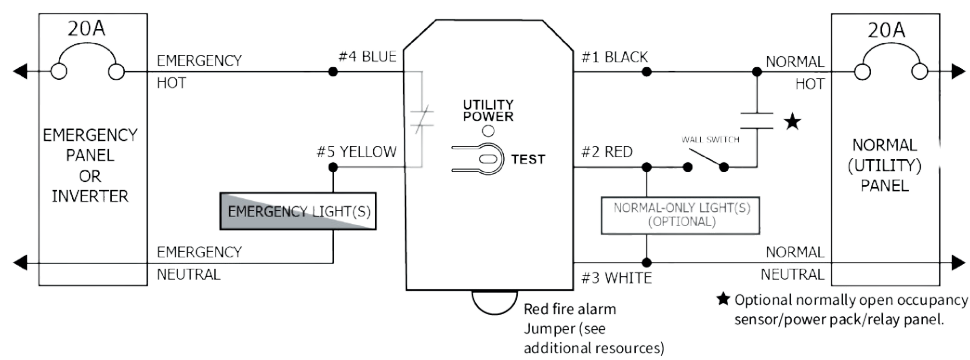 20A
EMERGENCY
HOT
#4 BLUE
EMERGENCY
PANEL
OR
INVERTER
#5 YELLOW
EMERGENCY LIGHT(S)
EMERGENCY
NEUTRAL
UTILITY
POWER
TEST
#1 BLACK
NORMAL
HOT
20A
★
WALL SWITCH
#2 RED
NORMAL
(UTILITY)
PANEL
NORMAL-ONLY LIGHT(S)
(OPTIONAL)
NORMAL
NEUTRAL
#3 WHITE
Red fire alarm
Jumper (see
additional resources)
★ Optional normally open occupancy
sensor/power pack/relay panel.